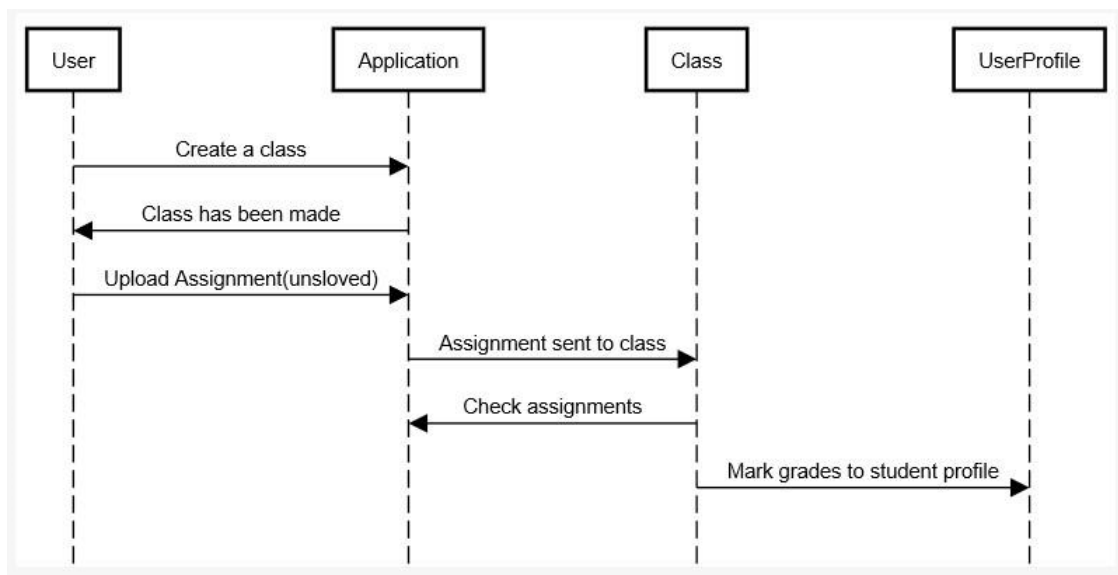 User
Application
Class
UserProfile
Create a class
Class has been made
Upload Assignment(unsloved)
Assignment sent to class
Check assignments
Mark grades to student profile